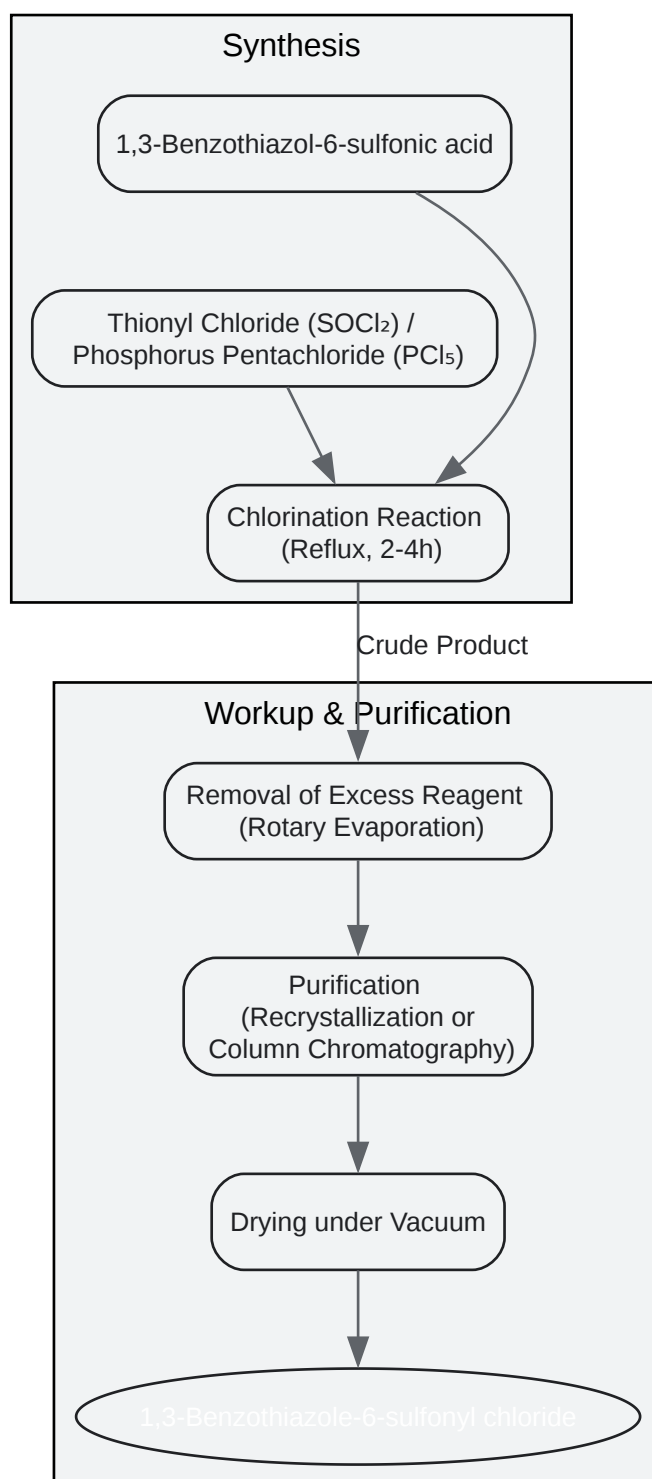 Synthesis
1,3-Benzothiazol-6-sulfonic acid
Thionyl Chloride (SOCl₂) /
Phosphorus Pentachloride (PCl₅)
Chlorination Reaction
(Reflux, 2-4h)
Crude Product
Workup & Purification
Removal of Excess Reagent
(Rotary Evaporation)
Purification
(Recrystallization or
Column Chromatography)
Drying under Vacuum
1,3-Benzothiazole-6-sulfonyl chloride